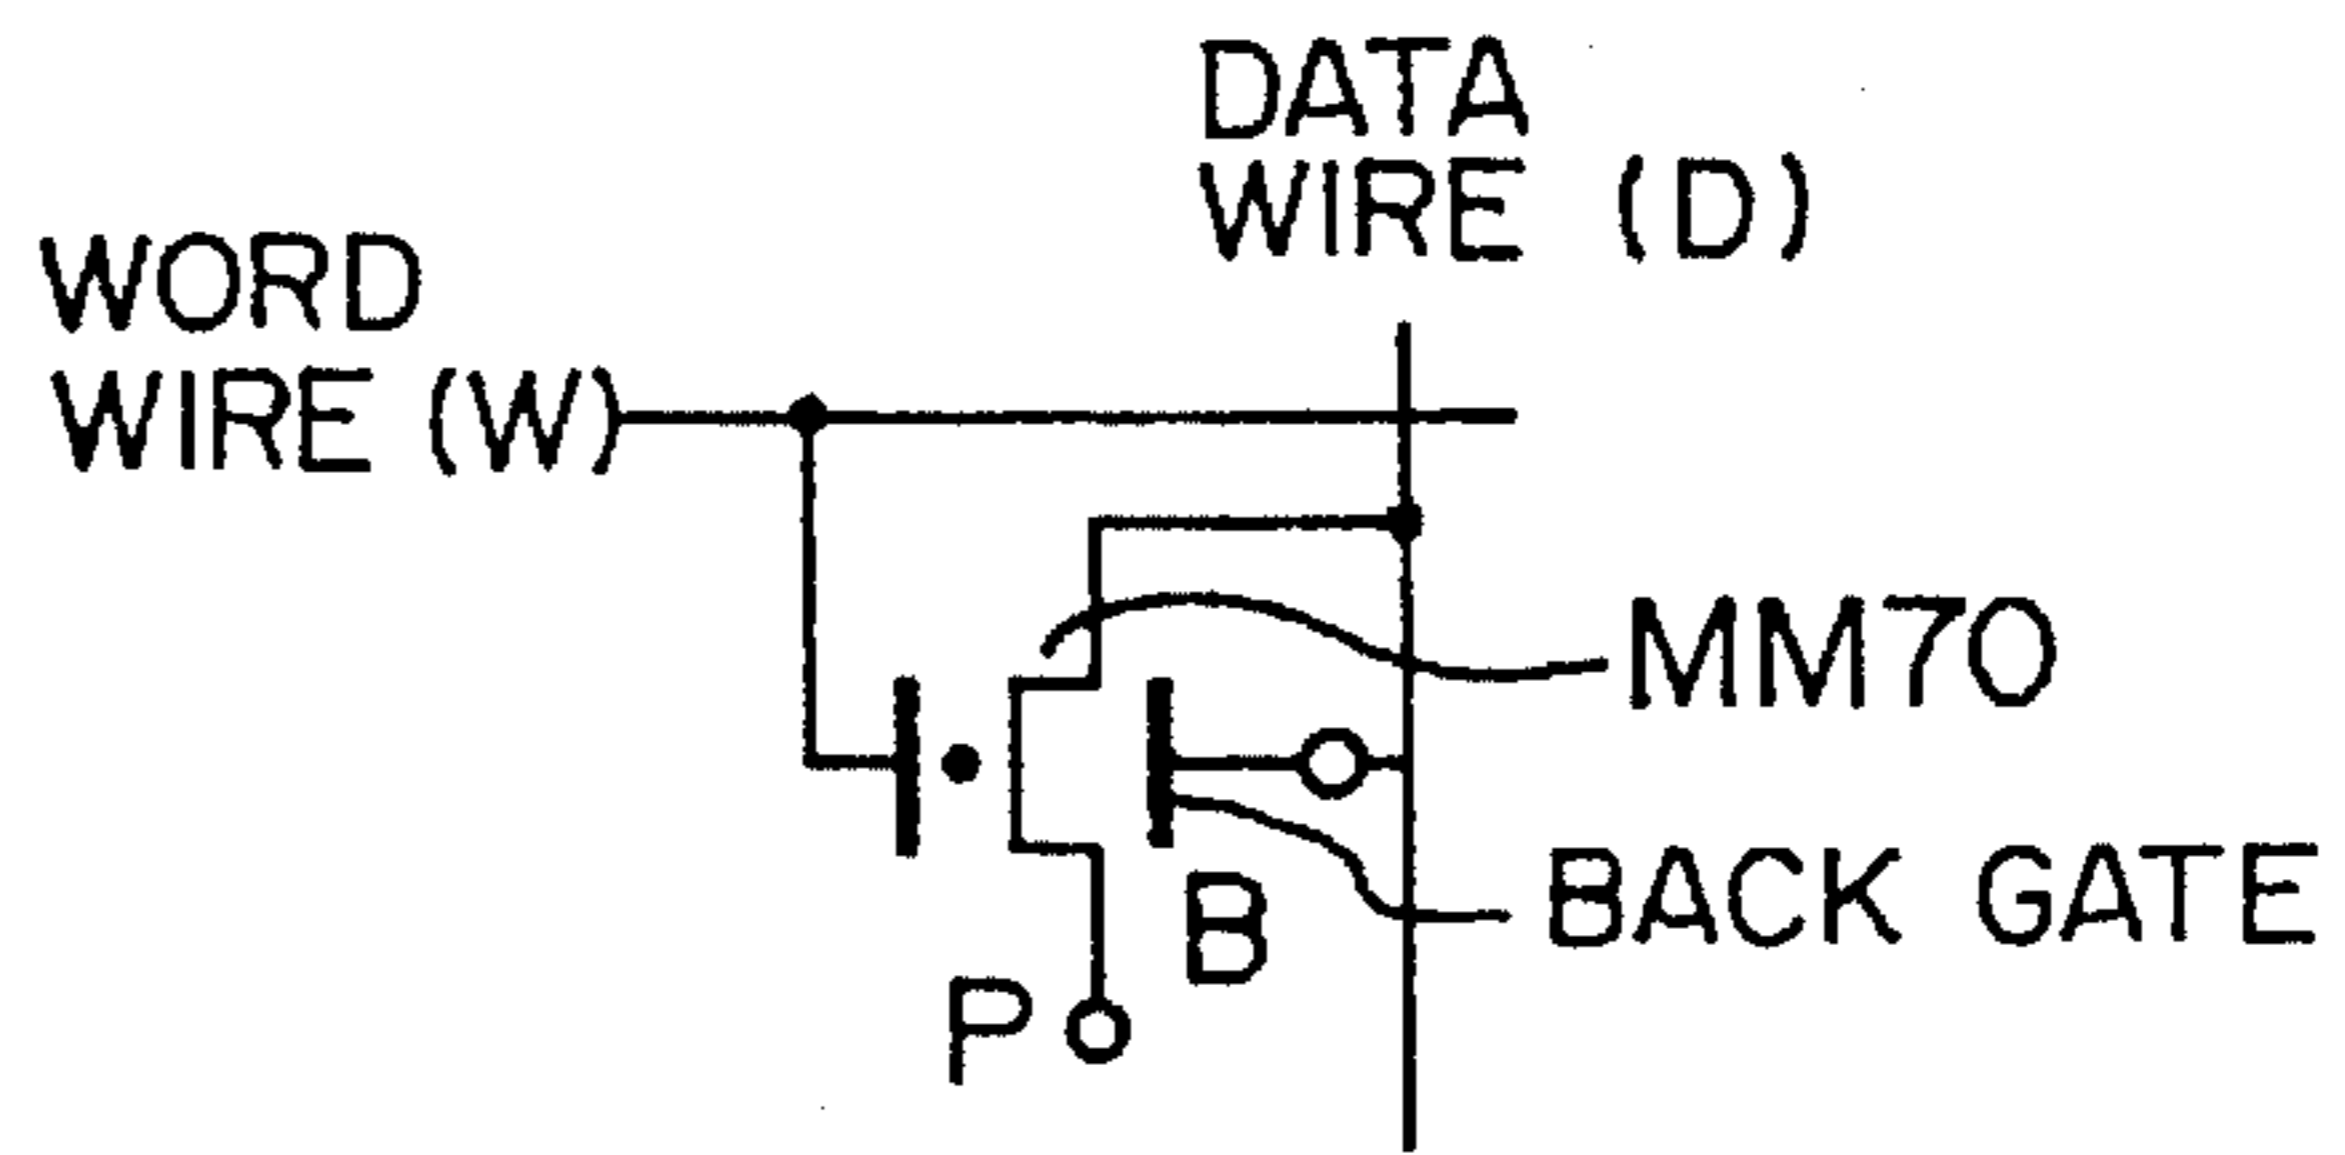 DATA
WIRE (D)
WORD
WIRE (W)
MM70
BACK GATE
B
P